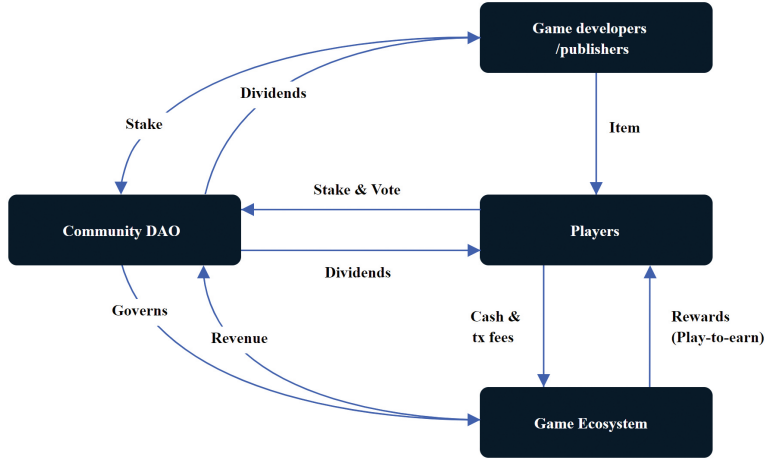 Game developers
/publishers
Dividends
Stake
Item
Stake & Vote
Community DAO
Players
Dividends
Governs
Revenue
Cash &
tx fees
Rewards
(Play-to-earn)
Game Ecosystem